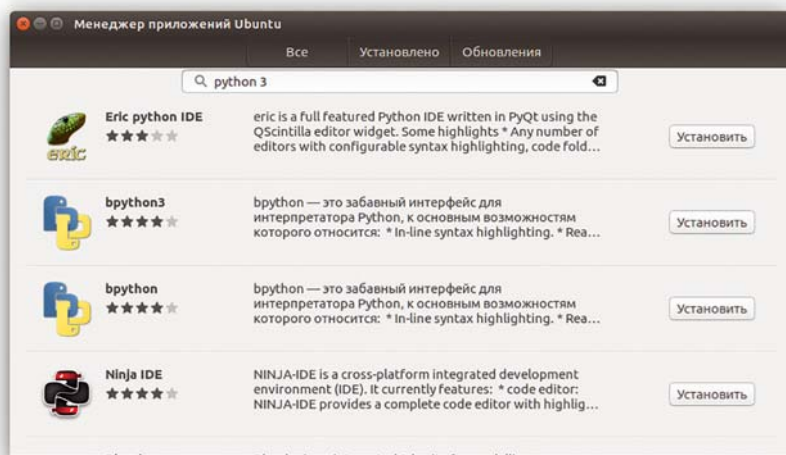 Менеджер приложений Ubuntu
Все Установлено Обновления
python 3
Eric python IDE
eric is a full featured Python IDE written in PyQt using the
QScintilla editor widget. Some highlights * Any number of
editors with configurable syntax highlighting, code fold…
Установить
eric
bpython3
bpython — это забавный интерфейс для
интерпретатора Python, к основным возможностям
которого относится: * In-line syntax highlighting. * Rea…
Установить
bpython
bpython — это забавный интерфейс для
интерпретатора Python, к основным возможностям
которого относится: * In-line syntax highlighting. * Rea…
Установить
Ninja IDE
NINJA-IDE is a cross-platform integrated development
environment (IDE). It currently features: * code editor:
NINJA-IDE provides a complete code editor with highlig…
Установить